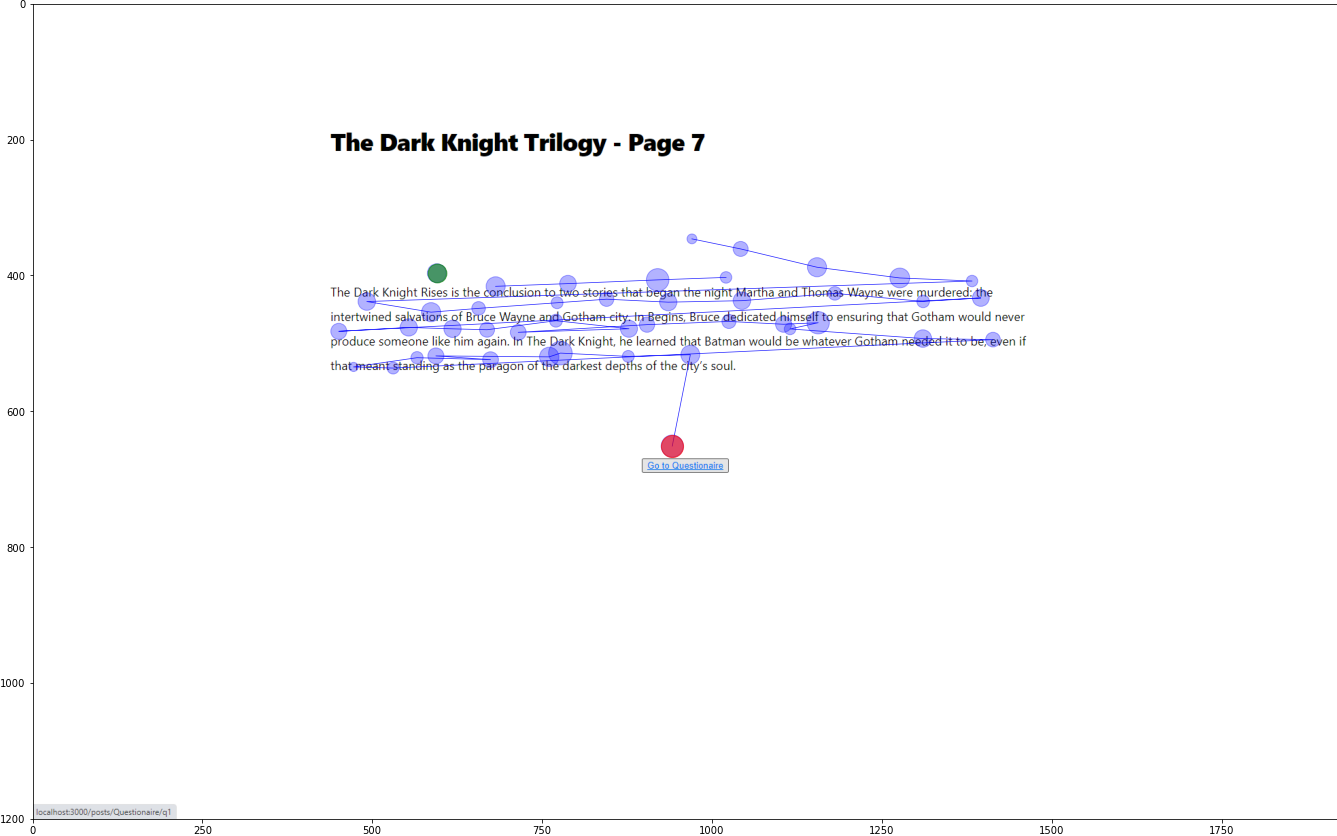 0
200
The Dark Knight Trilogy - Page 7
400
The Dark Knight Rises is the conclusion to two stories that began the night Martha and Thomas Wayne were murdered: the
intertwined salvations of Bruce Wayne and Gotham city. In Begins, Bruce dedicated himself to ensuring that Gotham would never
produce someone like him again. In The Dark Knight, he learned that Batman would be whatever Gotham needed it to be, even if
that meant standing as the paragon of the darkest depths of the city's soul.
600
Go to Questionaire
800
1000
localhost:3000/posts/Questionaire/q1
1200
0 250 500 750 1000 1250 1500 1750